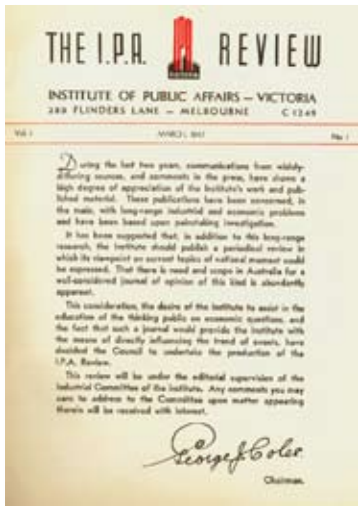 THE I.P.A. REVIEW
INSTITUTE OF PUBLIC AFFAIRS — VICTORIA
289 FLINDERS LANE — MELBOURNE C 1249
Vol 1 MARCH, 1947 No. 1
During the last two years, communications from widely-
differing sources, and comments in the press, have shown a
high degree of appreciation of the Institute's work and pub-
lished material. These publications have been concerned, in
the main, with long-range industrial and economic problems
and have been based upon painstaking investigation.
It has been suggested that, in addition to this long-range
research, the Institute should publish a periodical review in
which its viewpoint on current topics of national moment could
be expressed. That there is need and scope in Australia for a
well-considered journal of opinion of this kind is abundantly
apparent.
This consideration, the desire of the Institute to assist in the
education of the thinking public on economic questions, and
the fact that such a journal would provide the Institute with
the means of directly influencing the trend of events, have
decided the Council to undertake the production of the
I.P.A. Review.
This review will be under the editorial supervision of the
Industrial Committee of the Institute. Any comments you may
care to address to the Committee upon matter appearing
therein will be received with interest.
George J. Coles
Chairman.